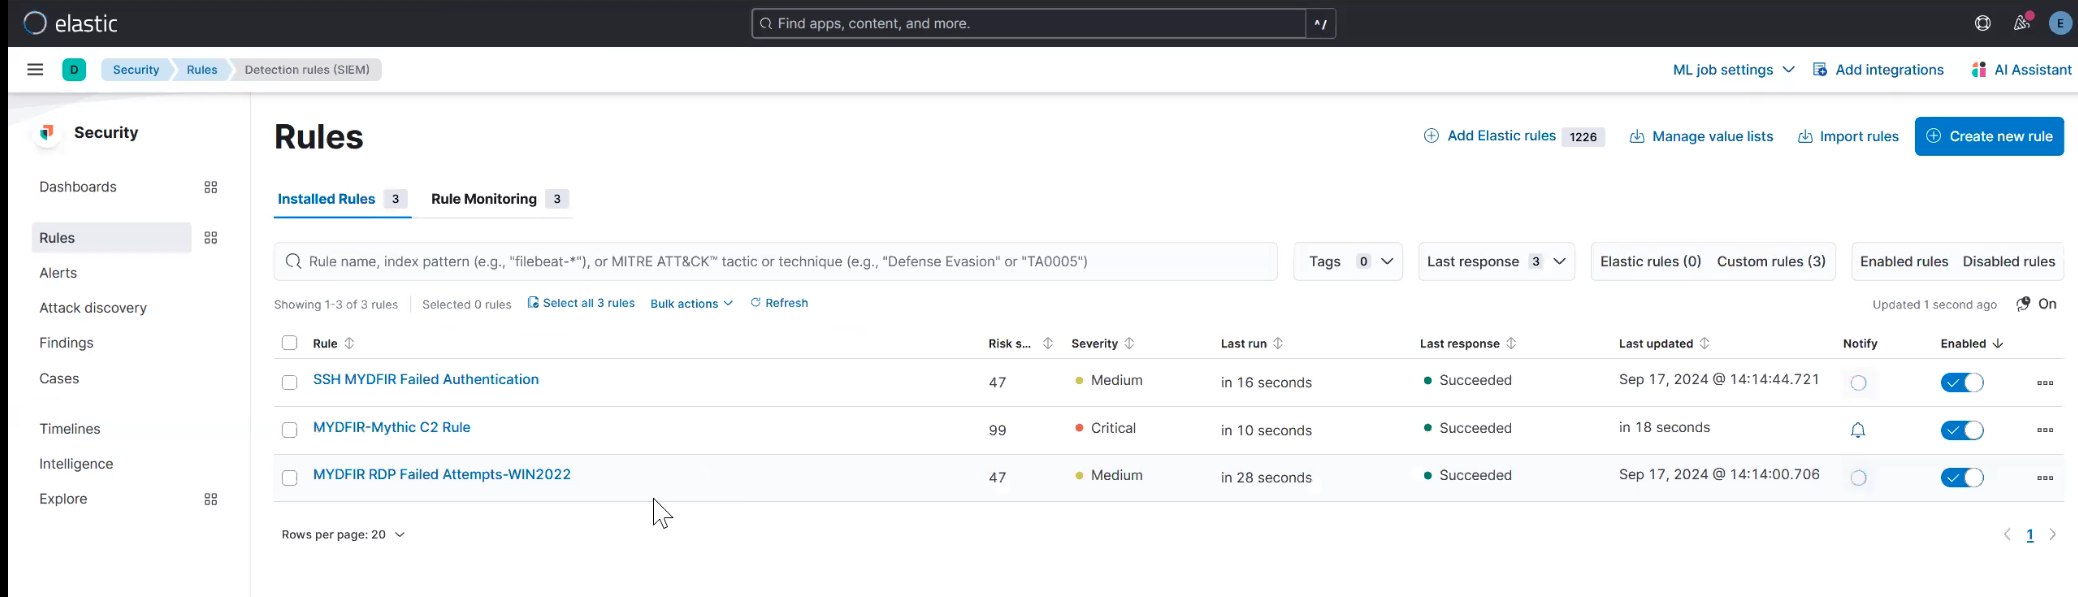 elastic
Find apps, content, and more.
^/
E
D
Security
Rules
Detection rules (SIEM)
ML job settings
Add integrations
AI Assistant
Security
Dashboards
Rules
Alerts
Attack discovery
Findings
Cases
Timelines
Intelligence
Explore
Rules
Add Elastic rules 1226
Manage value lists
Import rules
Create new rule
Installed Rules 3
Rule Monitoring 3
Rule name, index pattern (e.g., "filebeat-*"), or MITRE ATT&CK™ tactic or technique (e.g., "Defense Evasion" or "TA0005")
Tags 0
Last response 3
Elastic rules (0) Custom rules (3)
Enabled rules Disabled rules
Showing 1-3 of 3 rules Selected 0 rules Select all 3 rules Bulk actions Refresh
Updated 1 second ago On
Rule Risk s... Severity Last run Last response Last updated Notify Enabled
SSH MYDFIR Failed Authentication 47 Medium in 16 seconds Succeeded Sep 17, 2024 @ 14:14:44.721
MYDFIR-Mythic C2 Rule 99 Critical in 10 seconds Succeeded in 18 seconds
MYDFIR RDP Failed Attempts-WIN2022 47 Medium in 28 seconds Succeeded Sep 17, 2024 @ 14:14:00.706
Rows per page: 20
1